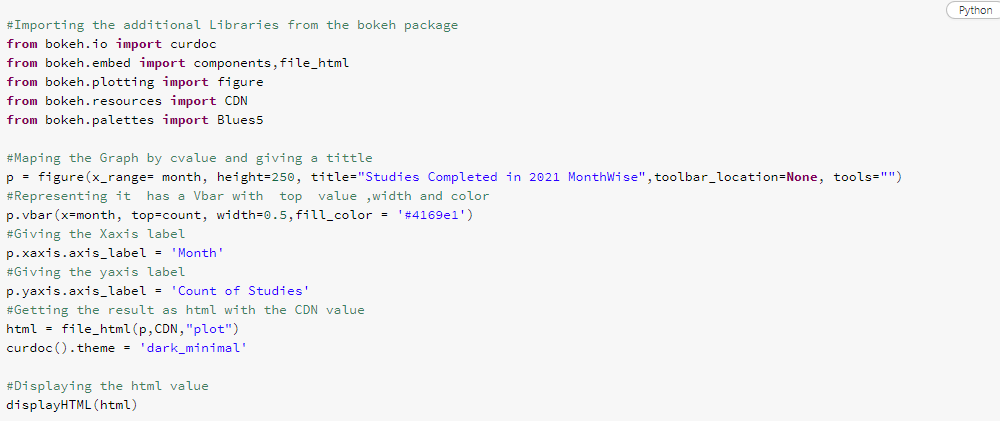 Python
#Importing the additional Libraries from the bokeh package
from bokeh.io import curdoc
from bokeh.embed import components,file_html
from bokeh.plotting import figure
from bokeh.resources import CDN
from bokeh.palettes import Blues5
#Maping the Graph by cvalue and giving a tittle
p = figure(x_range= month, height=250, title="Studies Completed in 2021 MonthWise",toolbar_location=None, tools="")
#Representing it  has a Vbar with  top  value ,width and color
p.vbar(x=month, top=count, width=0.5,fill_color = '#4169e1')
#Giving the Xaxis label
p.xaxis.axis_label = 'Month'
#Giving the yaxis label
p.yaxis.axis_label = 'Count of Studies'
#Getting the result as html with the CDN value
html = file_html(p,CDN,"plot")
curdoc().theme = 'dark_minimal'
#Displaying the html value
displayHTML(html)